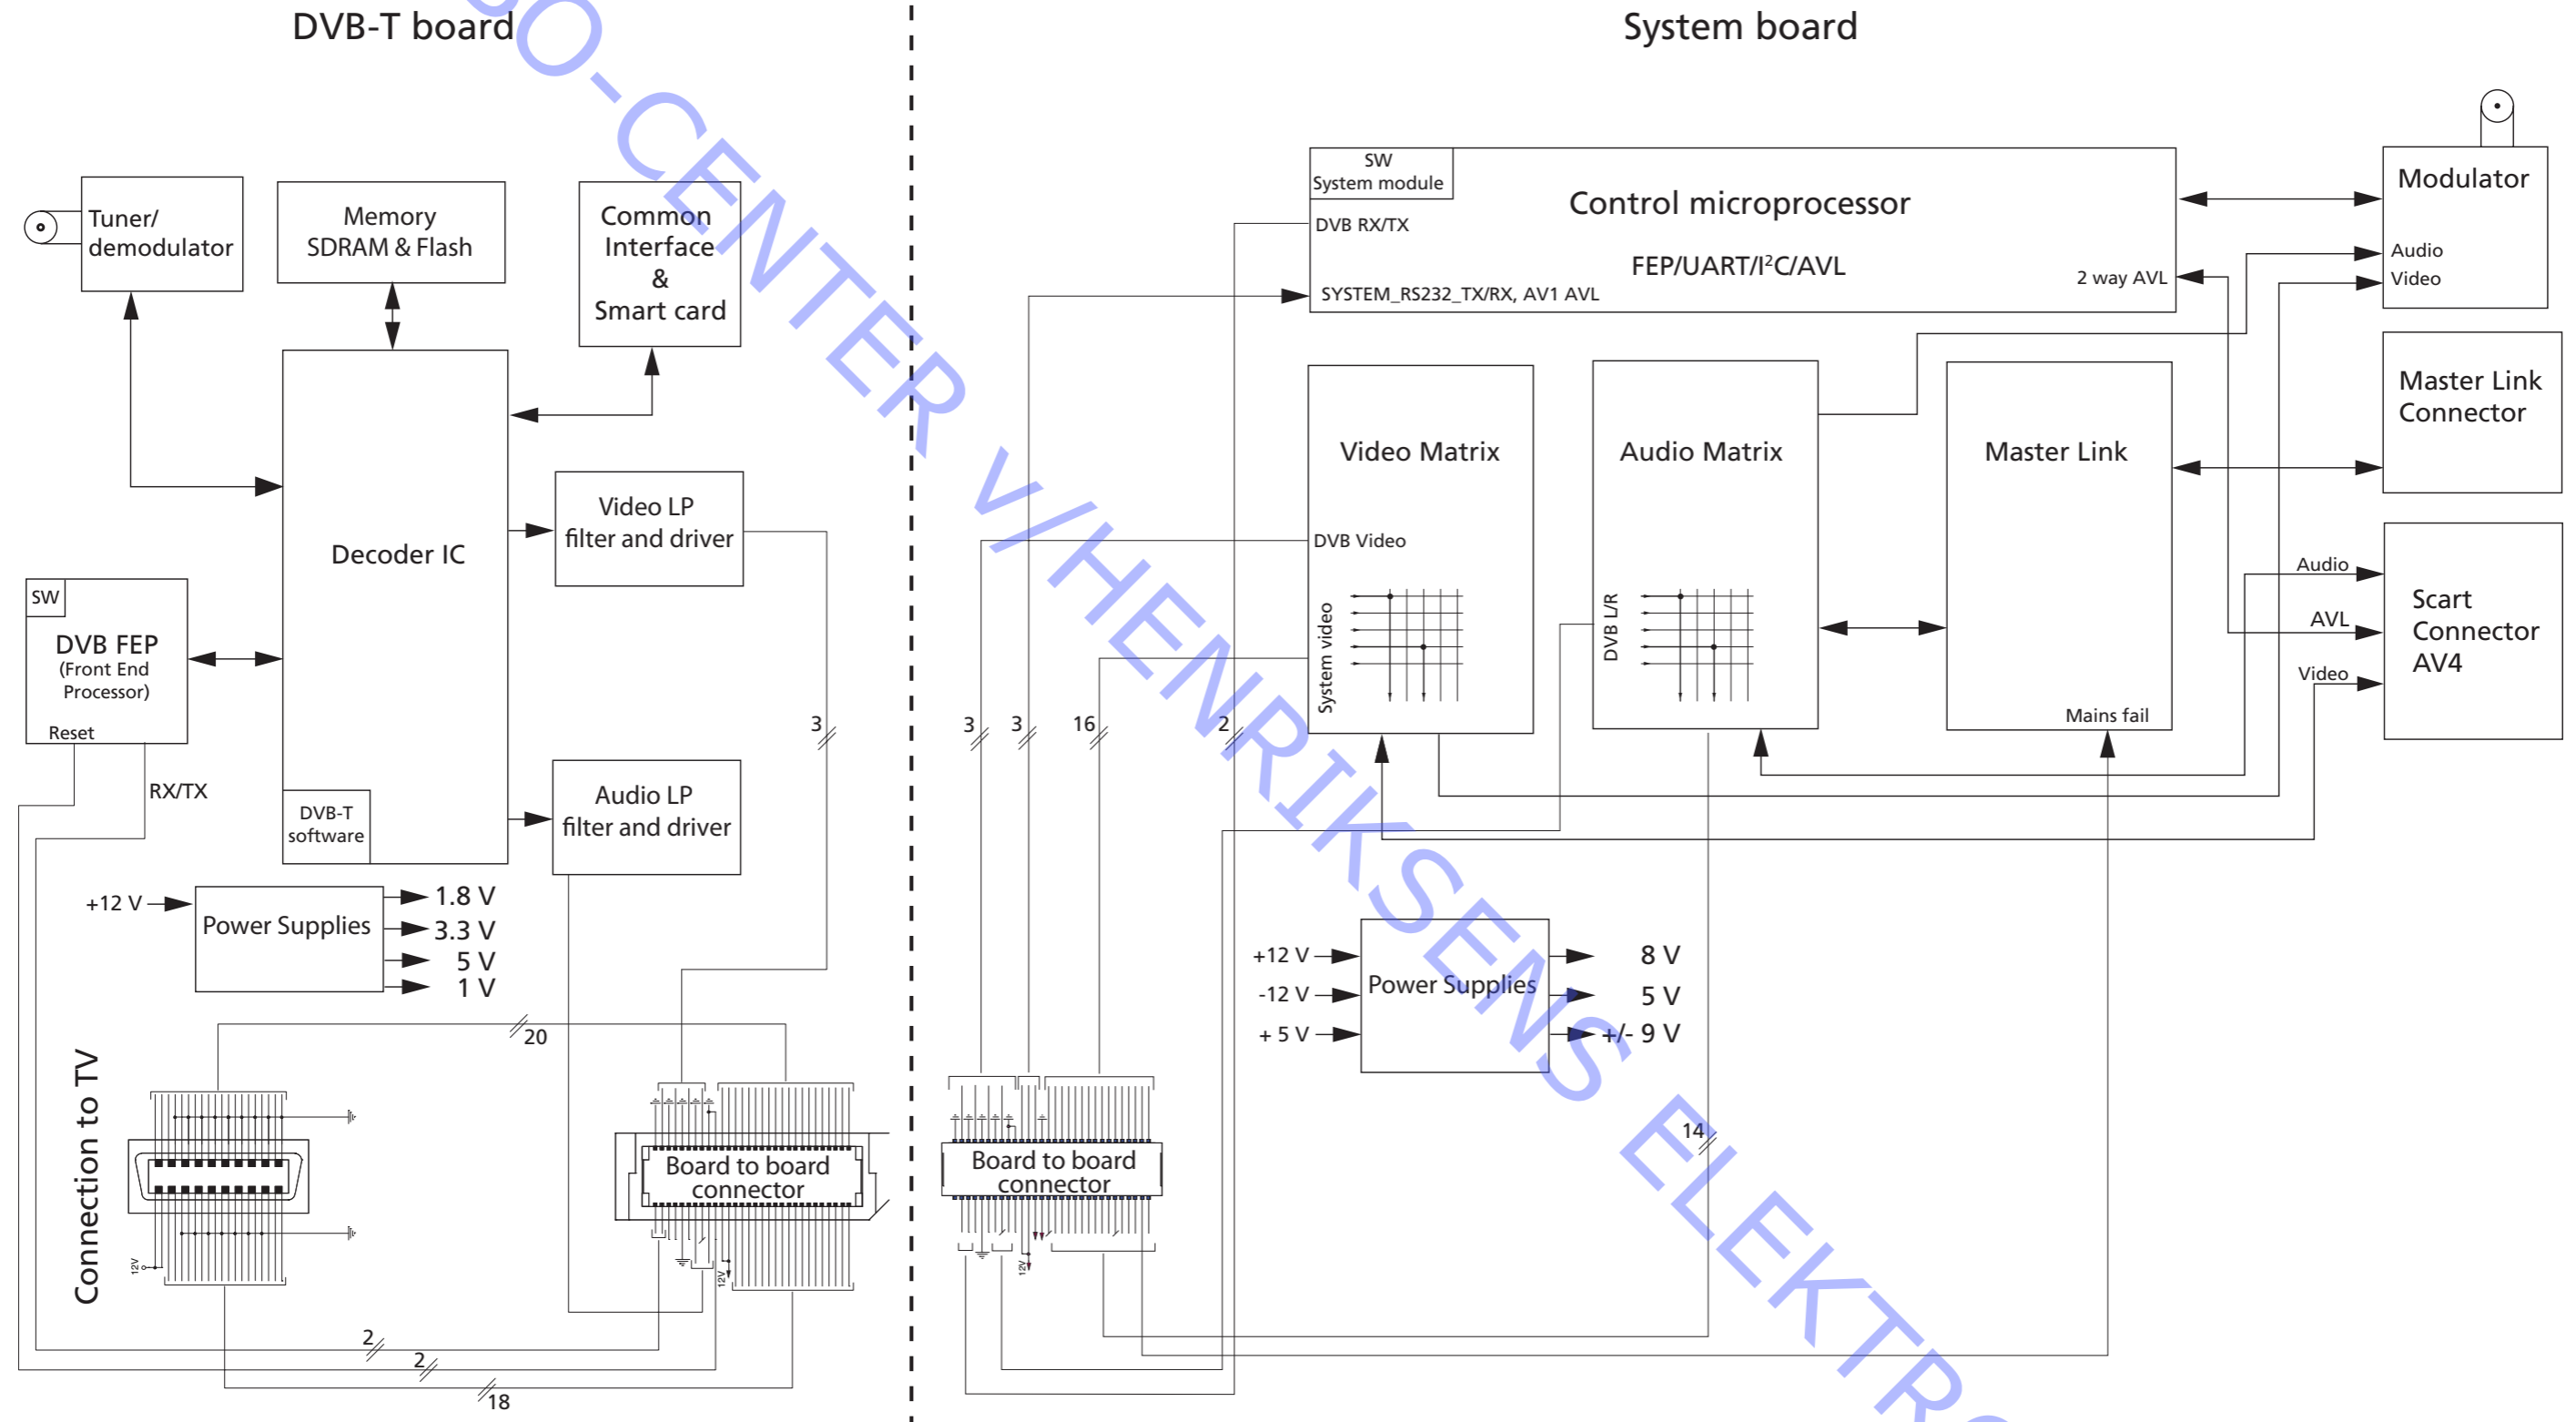 DVB-T board
System board
Tuner/
demodulator
Memory
SDRAM & Flash
Common
Interface
&
Smart card
Decoder IC
DVB-T
software
Video LP
filter and driver
Audio LP
filter and driver
SW
DVB FEP
(Front End
Processor)
Reset
RX/TX
3
+12 V
Power Supplies
1.8 V
3.3 V
5 V
1 V
20
Connection to TV
12V
Board to board
connector
12V
2
2
18
SW
System module
Control microprocessor
DVB RX/TX
FEP/UART/I²C/AVL
2 way AVL
SYSTEM_RS232_TX/RX, AV1 AVL
Modulator
Audio
Video
Master Link
Connector
Video Matrix
DVB Video
System video
Audio Matrix
DVB L/R
Master Link
Mains fail
Audio
AVL
Video
Scart
Connector
AV4
3
3
16
2
+12 V
-12 V
+ 5 V
Power Supplies
8 V
5 V
+/- 9 V
14
Board to board
connector
12V
O-CENTER v/HENRIKSENS ELEKTRO